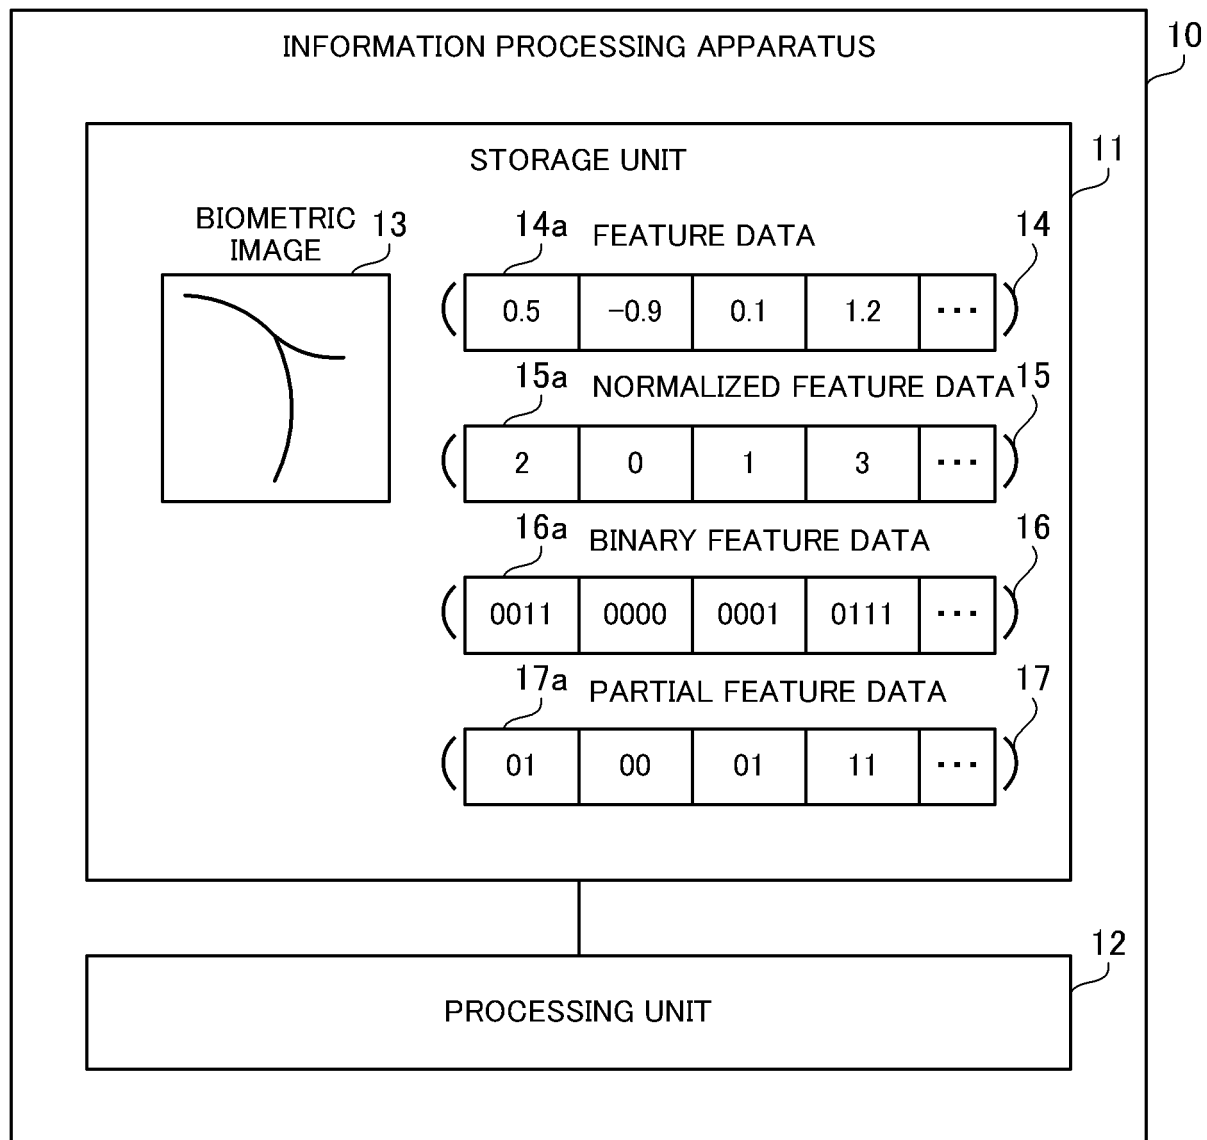 INFORMATION PROCESSING APPARATUS
10
STORAGE UNIT
11
BIOMETRIC
IMAGE
13
14a
FEATURE DATA
14
0.5 −0.9 0.1 1.2 ･･･
15a
NORMALIZED FEATURE DATA
15
2 0 1 3 ･･･
16a
BINARY FEATURE DATA
16
0011 0000 0001 0111 ･･･
17a
PARTIAL FEATURE DATA
17
01 00 01 11 ･･･
12
PROCESSING UNIT